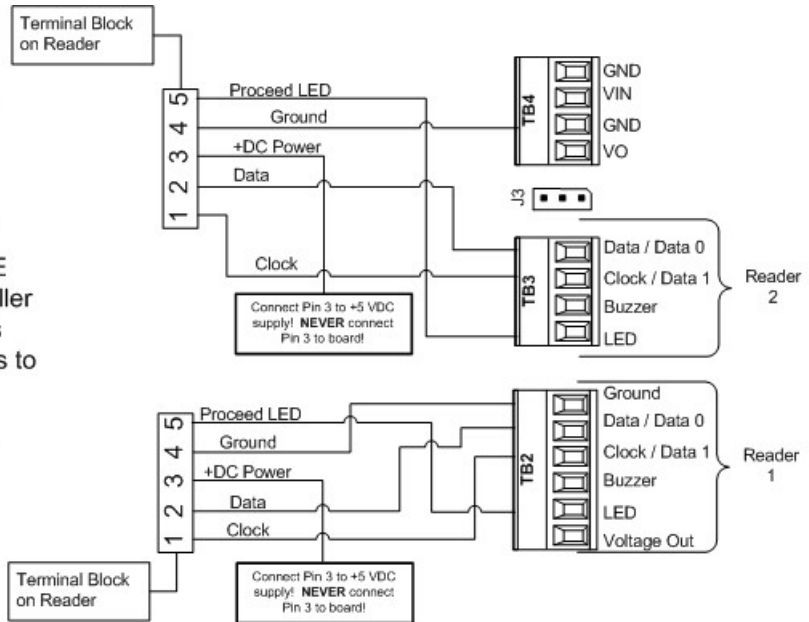 Terminal Block
on Reader
5
4
3
2
1
Proceed LED
Ground
+DC Power
Data
Clock
Connect Pin 3 to +5 VDC
supply! NEVER connect
Pin 3 to board!
TB4
GND
VIN
GND
VO
J3
TB3
Data / Data 0
Clock / Data 1
Buzzer
LED
Reader
2
E
ller
s
s to
5
4
3
2
1
Proceed LED
Ground
+DC Power
Data
Clock
Connect Pin 3 to +5 VDC
supply! NEVER connect
Pin 3 to board!
Terminal Block
on Reader
TB2
Ground
Data / Data 0
Clock / Data 1
Buzzer
LED
Voltage Out
Reader
1